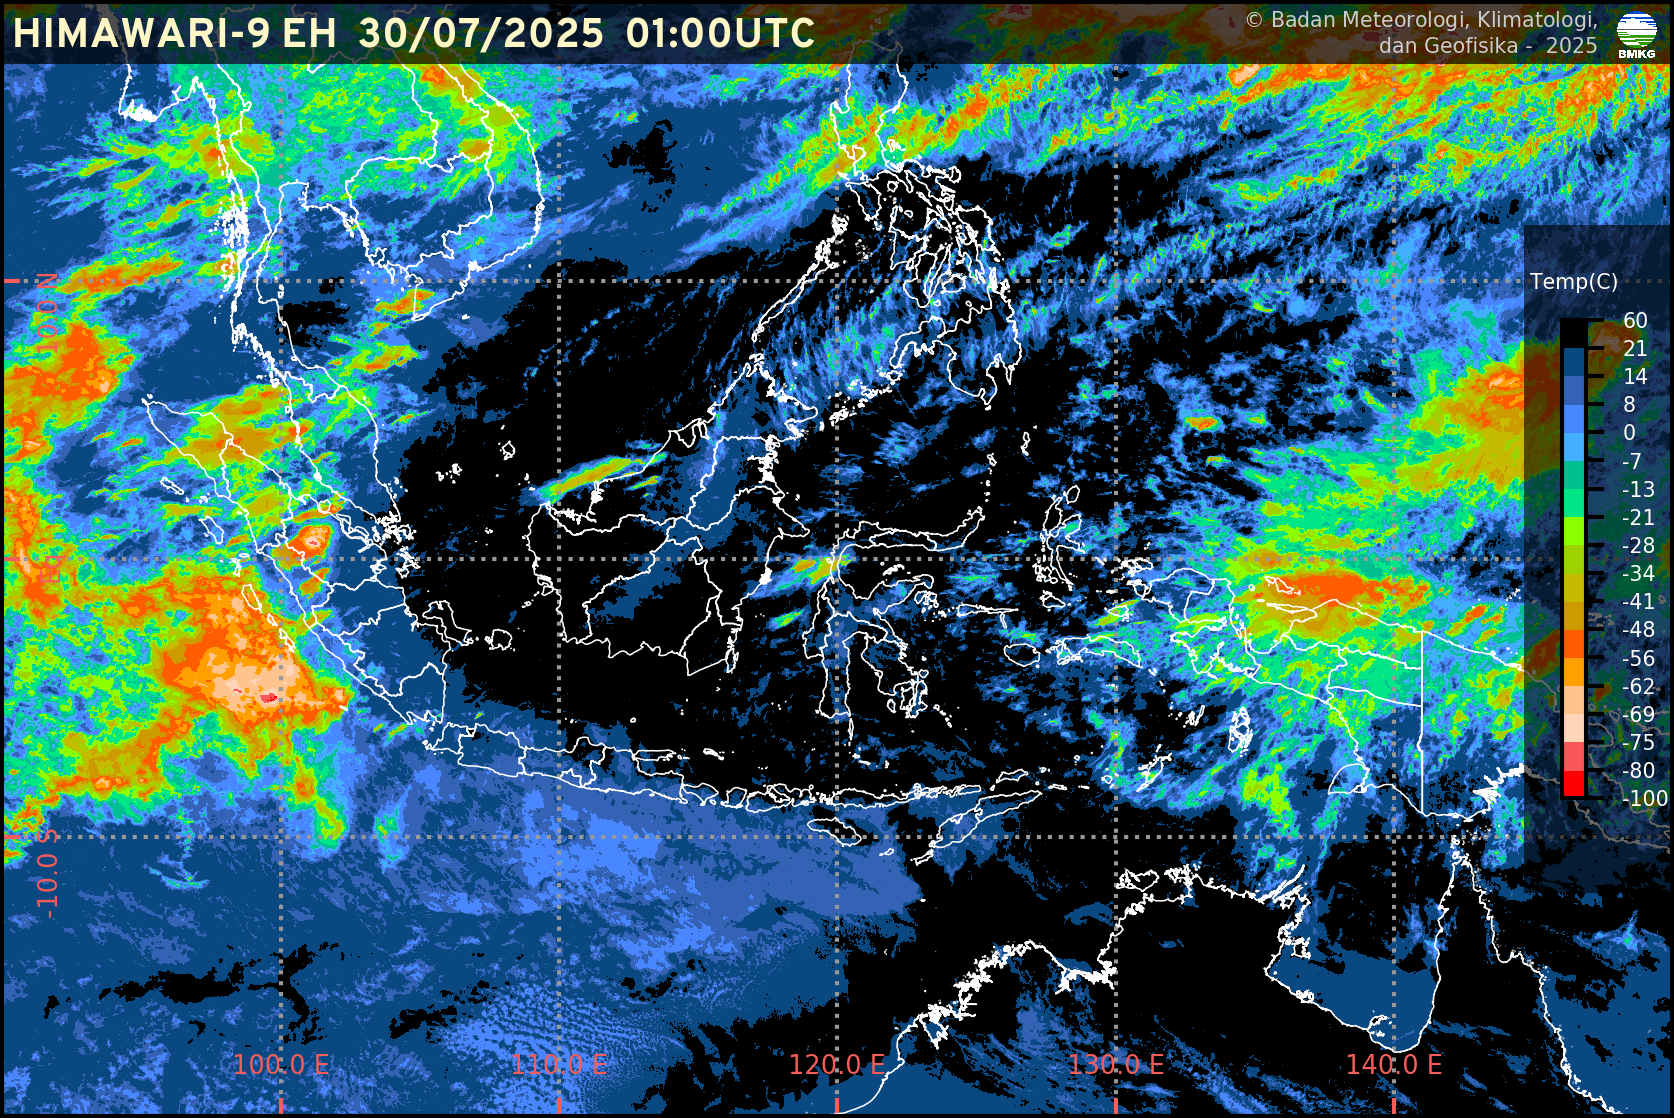 HIMAWARI-9 EH 30/07/2025 01:00UTC
© Badan Meteorologi, Klimatologi,
dan Geofisika - 2025
BMKG
Temp(C)
60
21
14
8
0
-7
-13
-21
-28
-34
-41
-48
-56
-62
-69
-75
-80
-100
-10.0 S
100.0 E
110.0 E
120.0 E
130.0 E
140.0 E